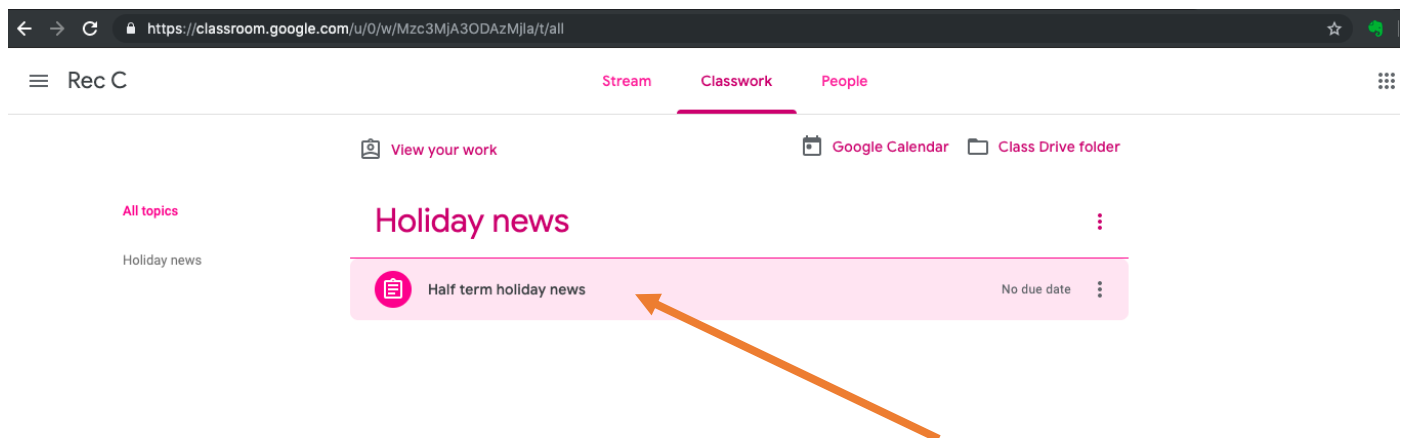 https://classroom.google.com/u/0/w/Mzc3MjA3ODAzMjla/t/all
Rec C
Stream Classwork People
View your work
Google Calendar Class Drive folder
All topics
Holiday news
Holiday news
Half term holiday news No due date